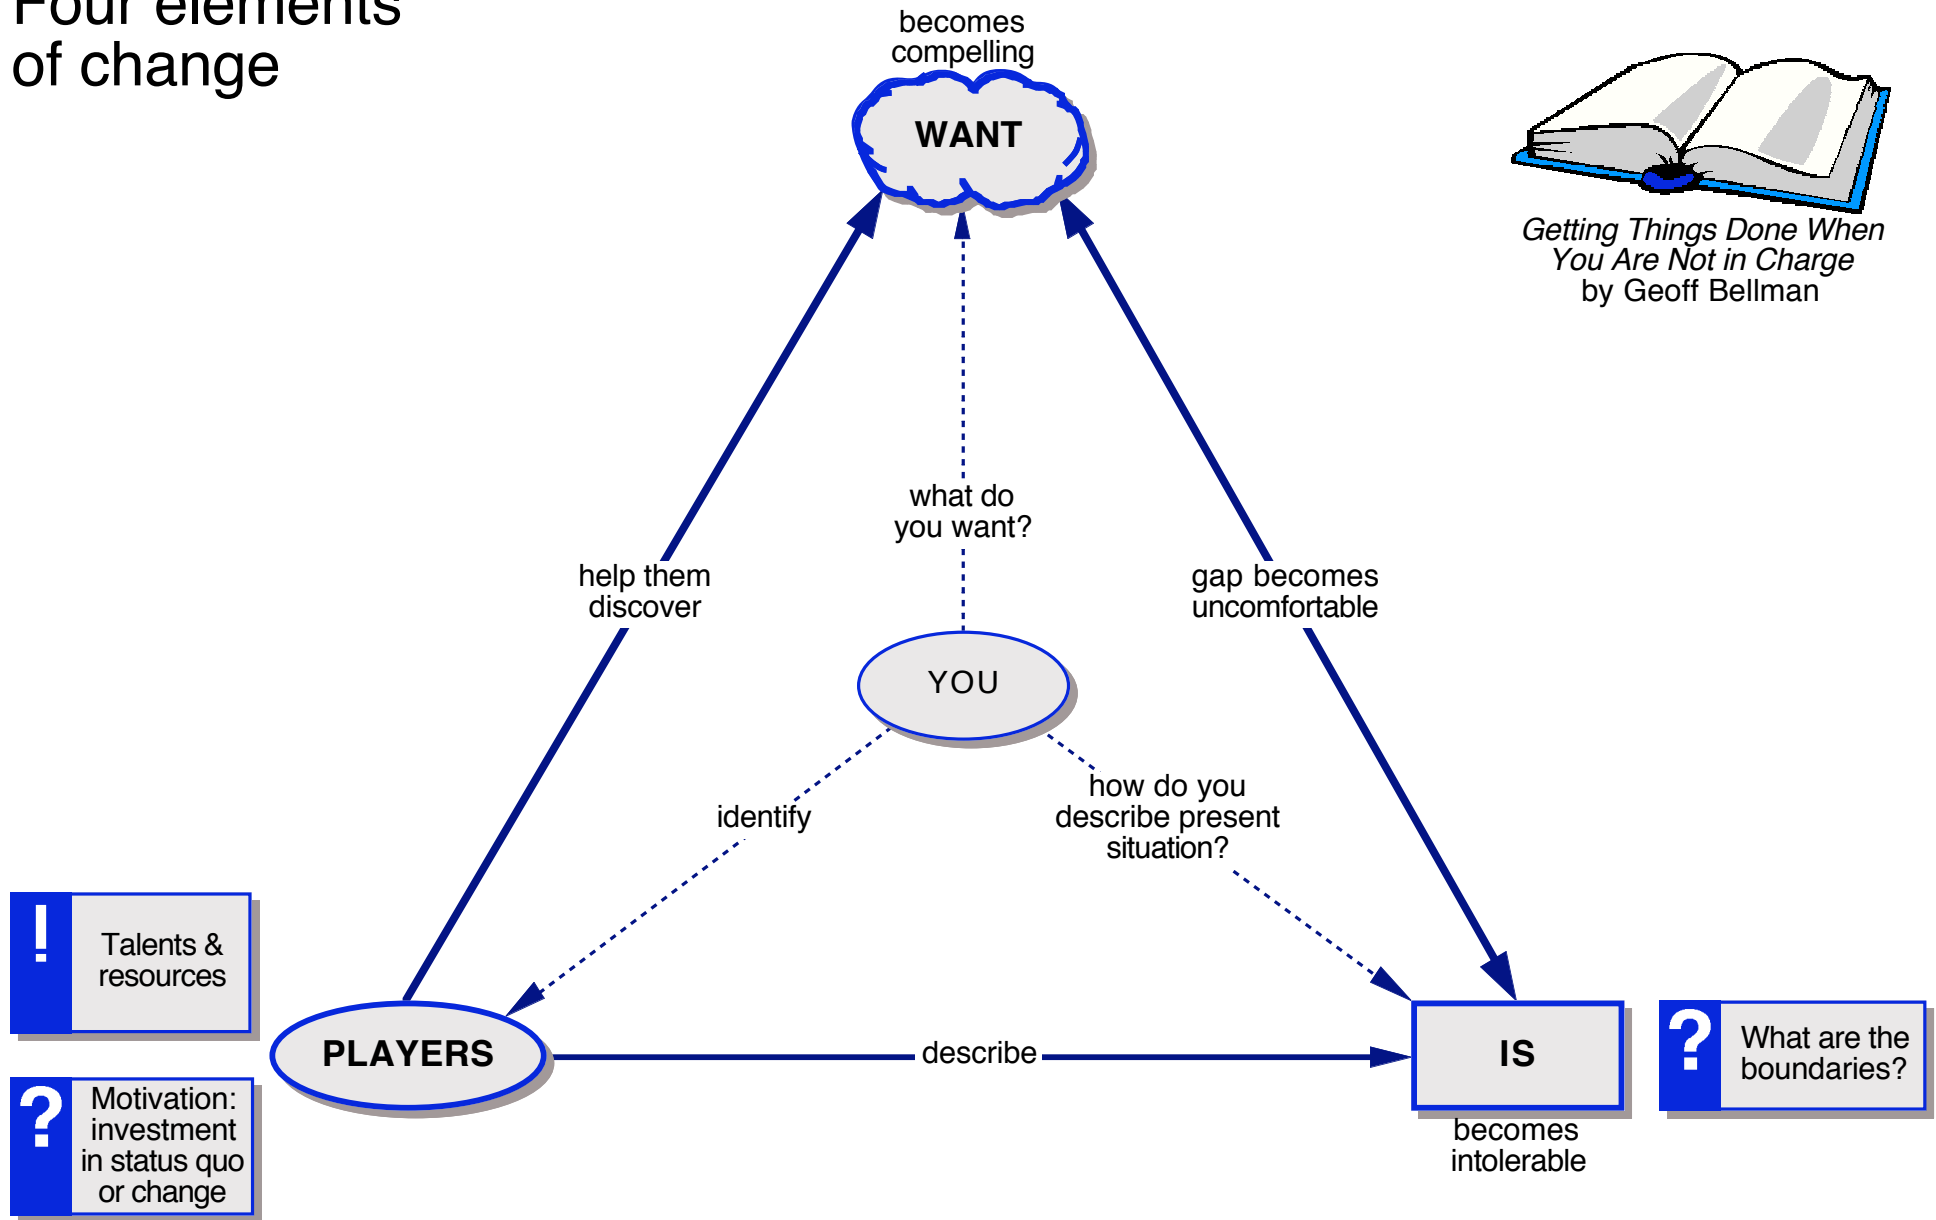 Four elements
of change
becomes
compelling
WANT
Getting Things Done When
You Are Not in Charge
by Geoff Bellman
what do
you want?
help them
discover
gap becomes
uncomfortable
YOU
identify
how do you
describe present
situation?
!
Talents &
resources
PLAYERS
describe
IS
?
What are the
boundaries?
?
Motivation:
investment
in status quo
or change
becomes
intolerable